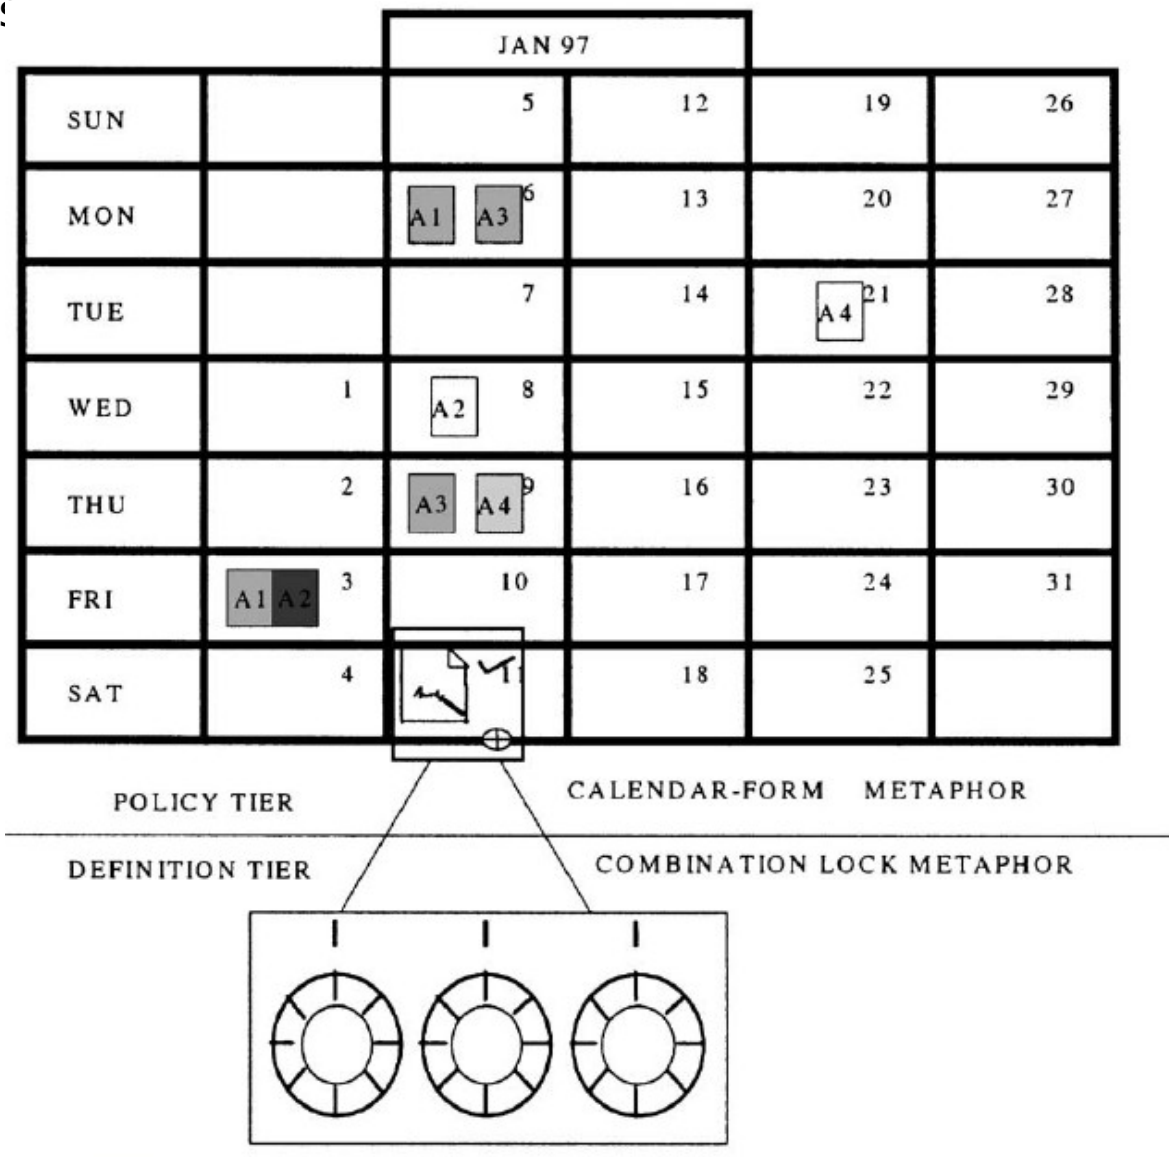 JAN 97
SUN 5 12 19 26
MON A1 A3 6 13 20 27
TUE 7 14 A4 21 28
WED 1 A2 8 15 22 29
THU 2 A3 A4 9 16 23 30
FRI A1 A2 3 10 17 24 31
SAT 4 11 18 25
POLICY TIER CALENDAR-FORM METAPHOR
DEFINITION TIER COMBINATION LOCK METAPHOR